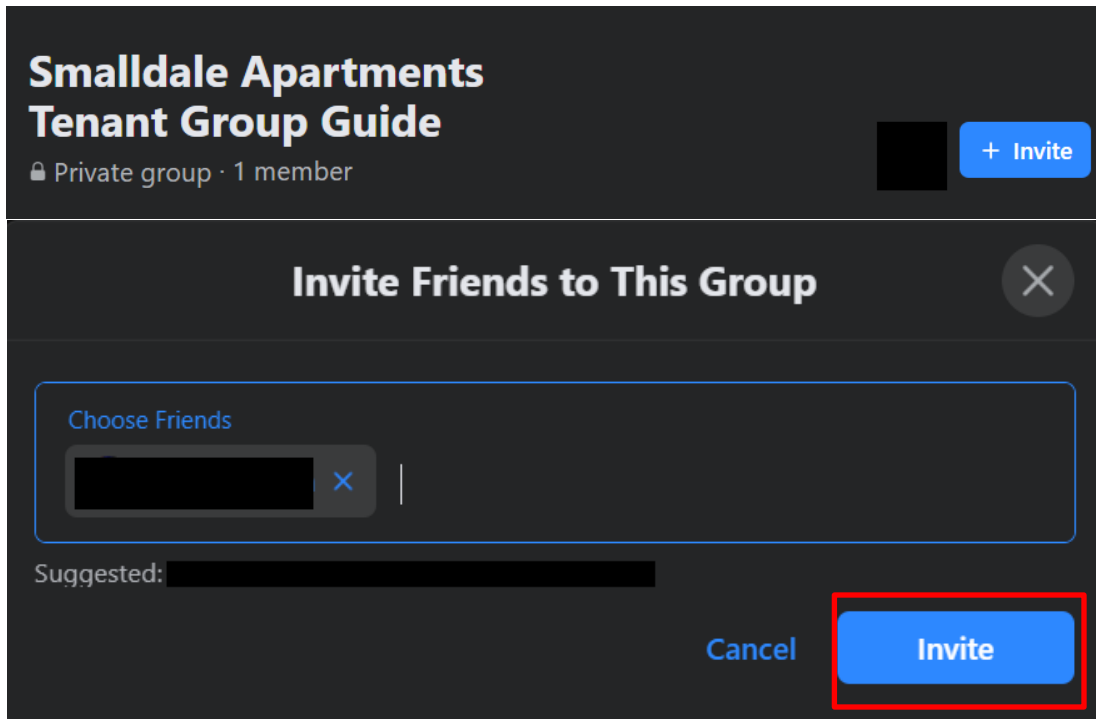 Smalldale Apartments
Tenant Group Guide
Private group · 1 member
+ Invite
Invite Friends to This Group
Choose Friends
Suggested:
Cancel
Invite